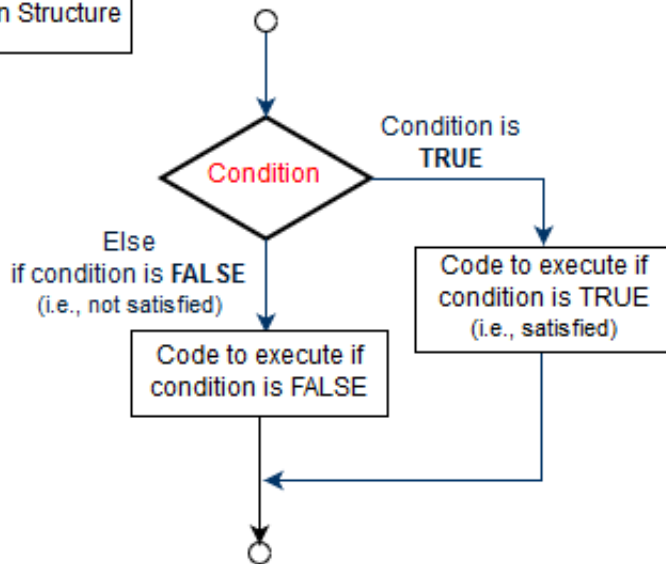 n Structure
Condition is
TRUE
Condition
Else
if condition is FALSE
(i.e., not satisfied)
Code to execute if
condition is TRUE
(i.e., satisfied)
Code to execute if
condition is FALSE